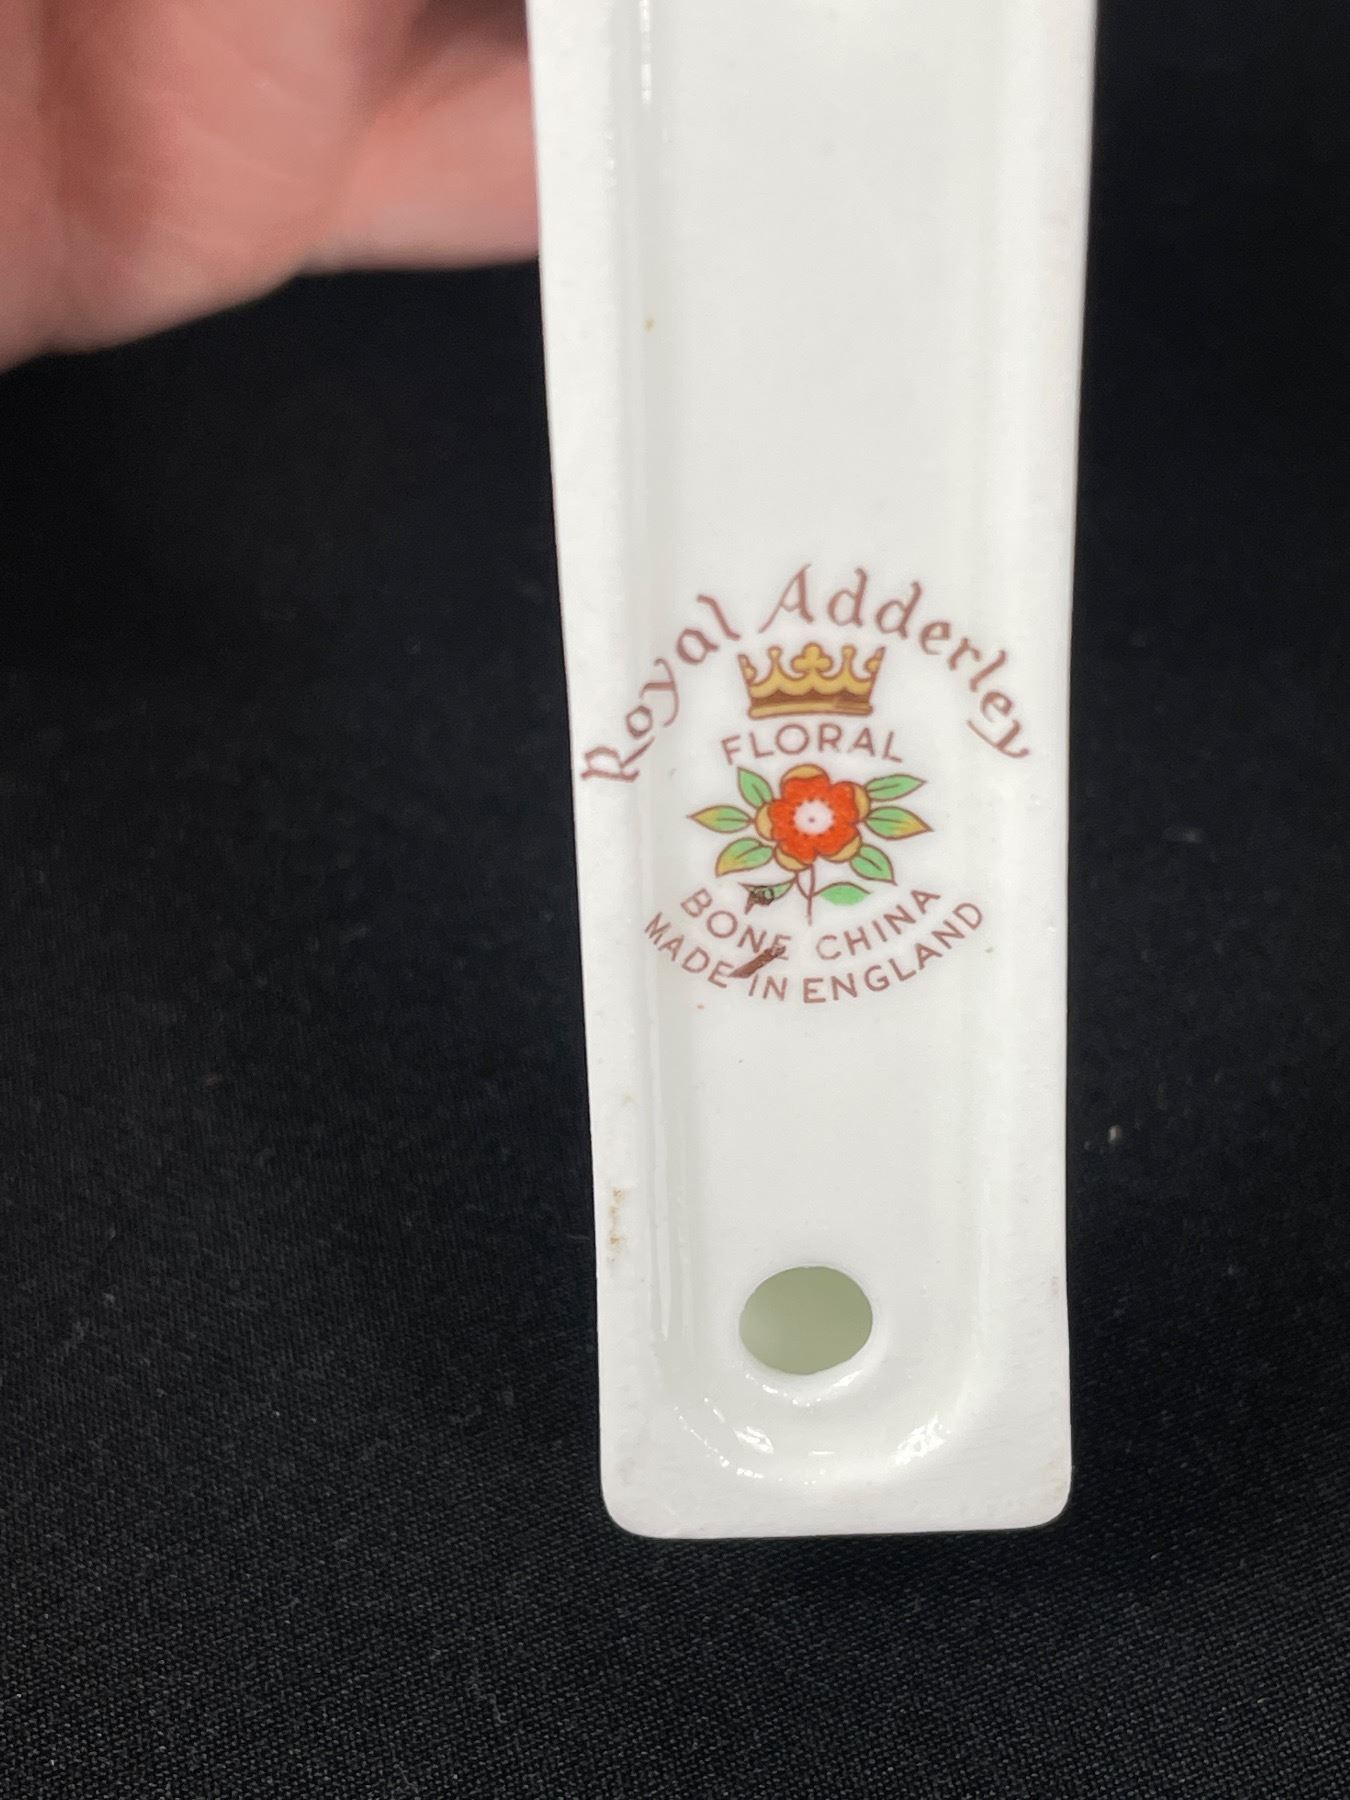 Royal Adderley
FLORAL
BONE CHINA
MADE IN ENGLAND